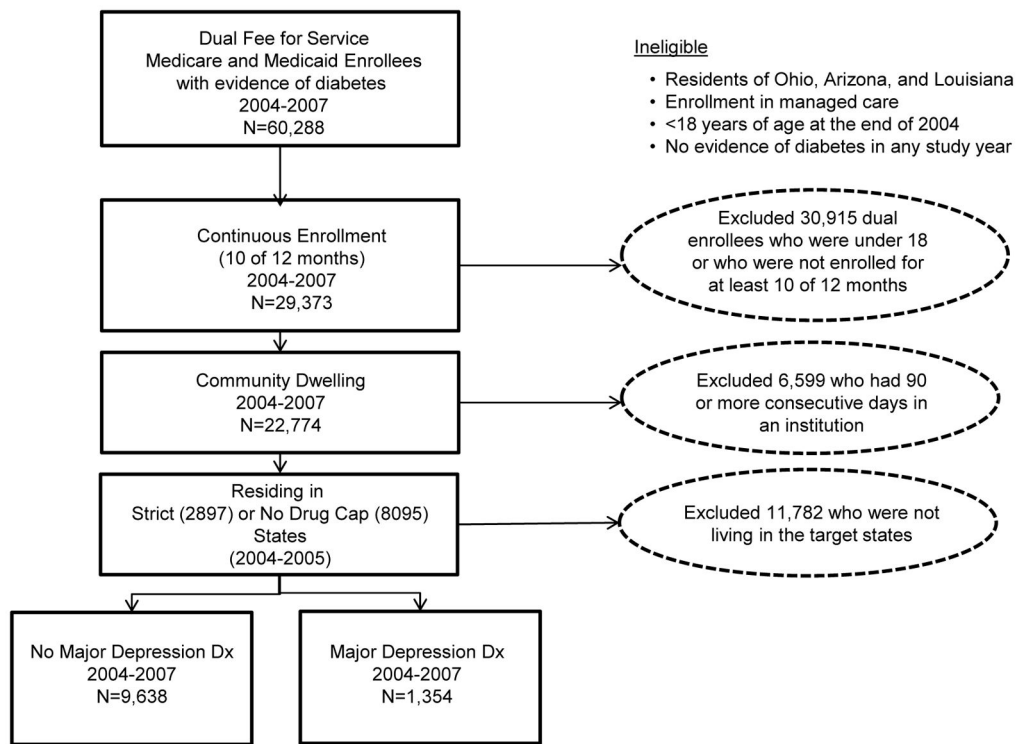 Dual Fee for Service
Medicare and Medicaid Enrollees
with evidence of diabetes
2004-2007
N=60,288
Ineligible
• Residents of Ohio, Arizona, and Louisiana
• Enrollment in managed care
• <18 years of age at the end of 2004
• No evidence of diabetes in any study year
Continuous Enrollment
(10 of 12 months)
2004-2007
N=29,373
Excluded 30,915 dual
enrollees who were under 18
or who were not enrolled for
at least 10 of 12 months
Community Dwelling
2004-2007
N=22,774
Excluded 6,599 who had 90
or more consecutive days in
an institution
Residing in
Strict (2897) or No Drug Cap (8095)
States
(2004-2005)
Excluded 11,782 who were not
living in the target states
No Major Depression Dx
2004-2007
N=9,638
Major Depression Dx
2004-2007
N=1,354